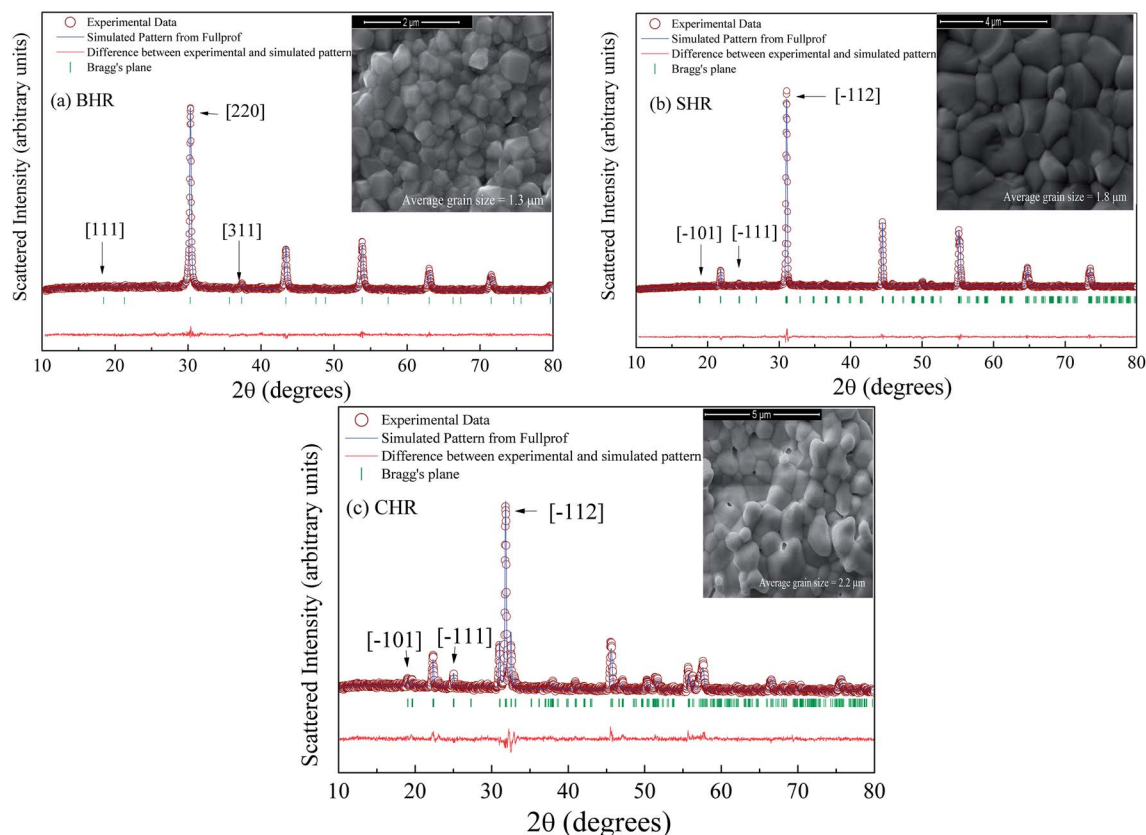 Experimental Data
Simulated Pattern from Fullprof
Difference between experimental and simulated pattern
Bragg's plane
(a) BHR
[220]
[111]
[311]
2 μm
Average grain size = 1.3 μm
Scattered Intensity (arbitrary units)
10 20 30 40 50 60 70 80
2θ (degrees)
Experimental Data
Simulated Pattern from Fullprof
Difference between experimental and simulated pattern
Bragg's plane
(b) SHR
[-112]
[-101]
[-111]
4 μm
Average grain size = 1.8 μm
Scattered Intensity (arbitrary units)
10 20 30 40 50 60 70 80
2θ (degrees)
Experimental Data
Simulated Pattern from Fullprof
Difference between experimental and simulated pattern
Bragg's plane
(c) CHR
[-112]
[-101]
[-111]
5 μm
Average grain size = 2.2 μm
Scattered Intensity (arbitrary units)
10 20 30 40 50 60 70 80
2θ (degrees)